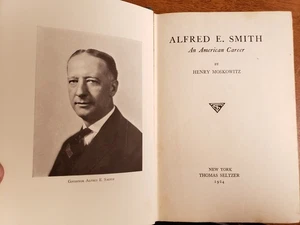 Governor Alfred E. Smith
ALFRED E. SMITH
An American Career
BY
HENRY MOSKOWITZ
NEW YORK
THOMAS SELTZER
1924